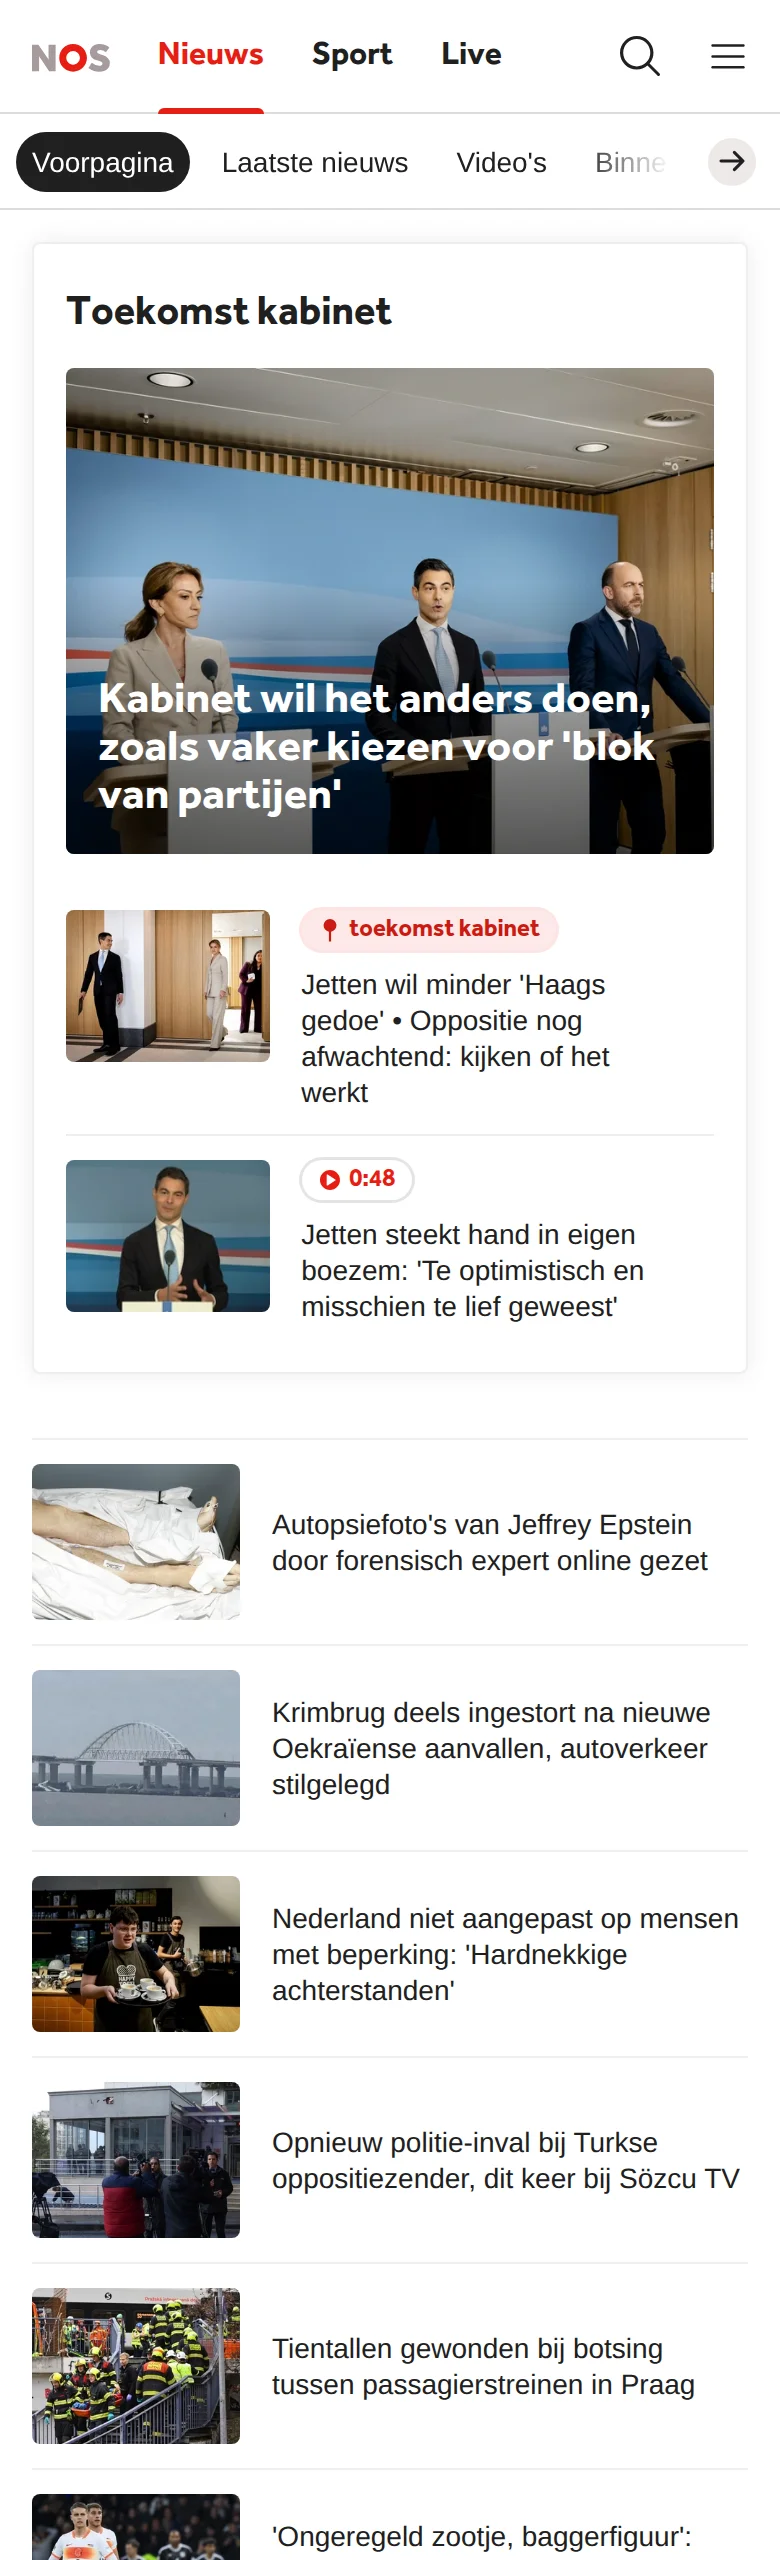 NOS Nieuws Sport Live
Voorpagina Laatste nieuws Video's Binne
Toekomst kabinet
Kabinet wil het anders doen,
zoals vaker kiezen voor 'blok
van partijen'
toekomst kabinet
Jetten wil minder 'Haags
gedoe' • Oppositie nog
afwachtend: kijken of het
werkt
0:48
Jetten steekt hand in eigen
boezem: 'Te optimistisch en
misschien te lief geweest'
Autopsiefoto's van Jeffrey Epstein
door forensisch expert online gezet
Krimbrug deels ingestort na nieuwe
Oekraïense aanvallen, autoverkeer
stilgelegd
Nederland niet aangepast op mensen
met beperking: 'Hardnekkige
achterstanden'
Opnieuw politie-inval bij Turkse
oppositiezender, dit keer bij Sözcu TV
Tientallen gewonden bij botsing
tussen passagierstreinen in Praag
'Ongeregeld zootje, baggerfiguur':